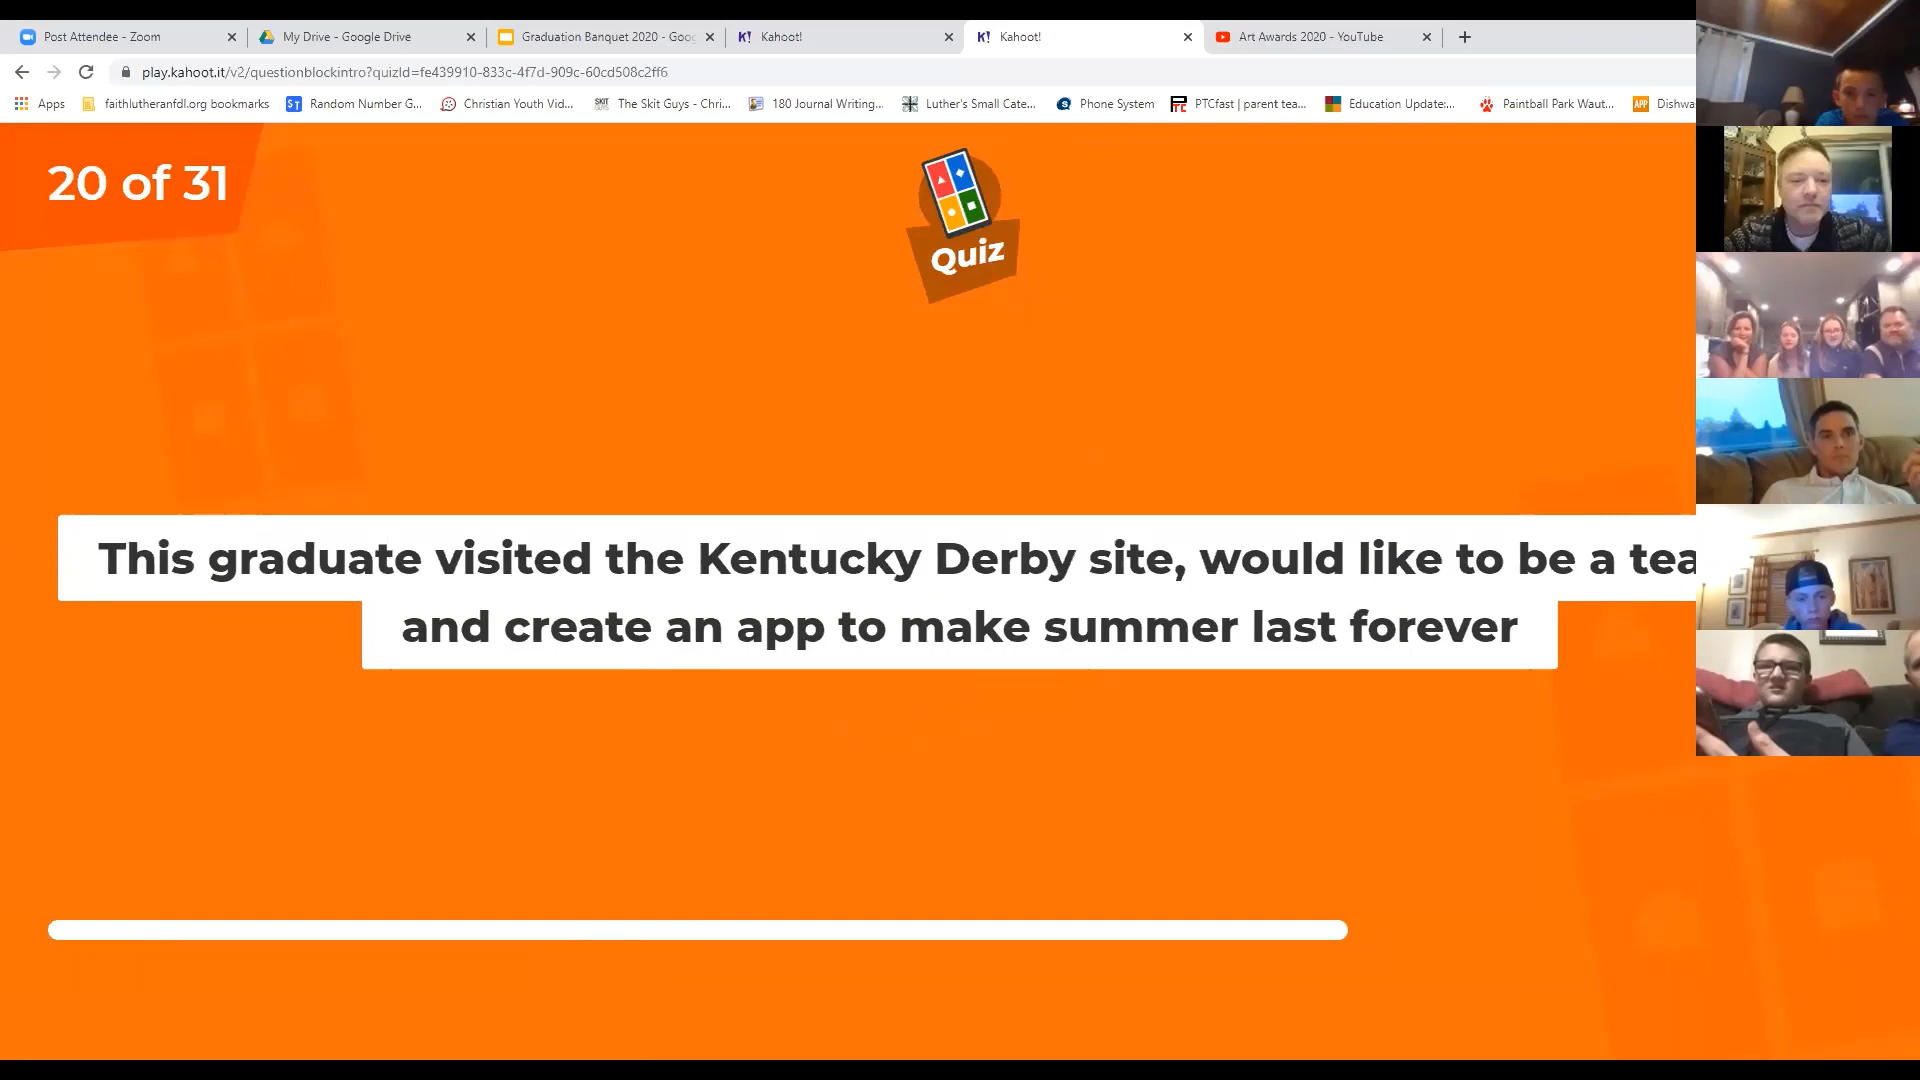 Post Attendee - Zoom
My Drive - Google Drive
Graduation Banquet 2020 - Goog
Kahoot!
Kahoot!
Art Awards 2020 - YouTube
play.kahoot.it/v2/questionblockintro?quizId=fe439910-833c-4f7d-909c-60cd508c2ff6
Apps
faithlutheranfdl.org bookmarks
Random Number G...
Christian Youth Vid...
The Skit Guys - Chri...
180 Journal Writing...
Luther's Small Cate...
Phone System
PTCfast | parent tea...
Education Update:...
Paintball Park Waut...
Dishwa
20 of 31
Quiz
This graduate visited the Kentucky Derby site, would like to be a tea
and create an app to make summer last forever